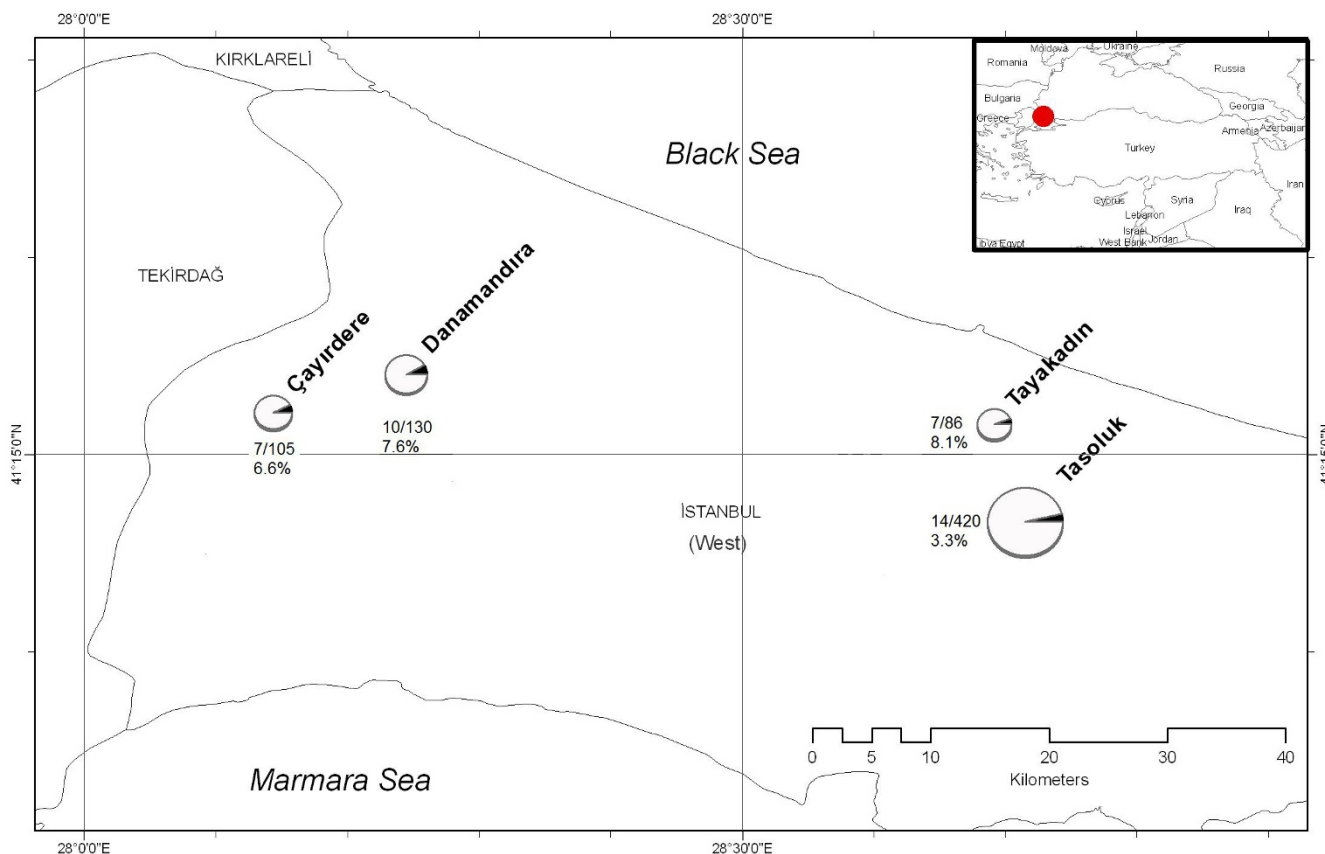 28°0'0"E
28°30'0"E
KIRKLARELİ
Black Sea
TEKİRDAĞ
Moldava
Ukraine
Romania
Russia
Bulgaria
Georgia
Greece
Armenia
Azerbaijan
Turkey
Iran
Cyprus
Syria
Iraq
Lebanon
Israel
West Bank
Jordan
Libya
Egypt
Çayırdere
7/105
6.6%
Danamandıra
10/130
7.6%
Tayakadın
7/86
8.1%
Tasoluk
14/420
3.3%
41°15'0"N
41°15'0"N
İSTANBUL
(West)
Marmara Sea
0 5 10 20 30 40
Kilometers
28°0'0"E
28°30'0"E